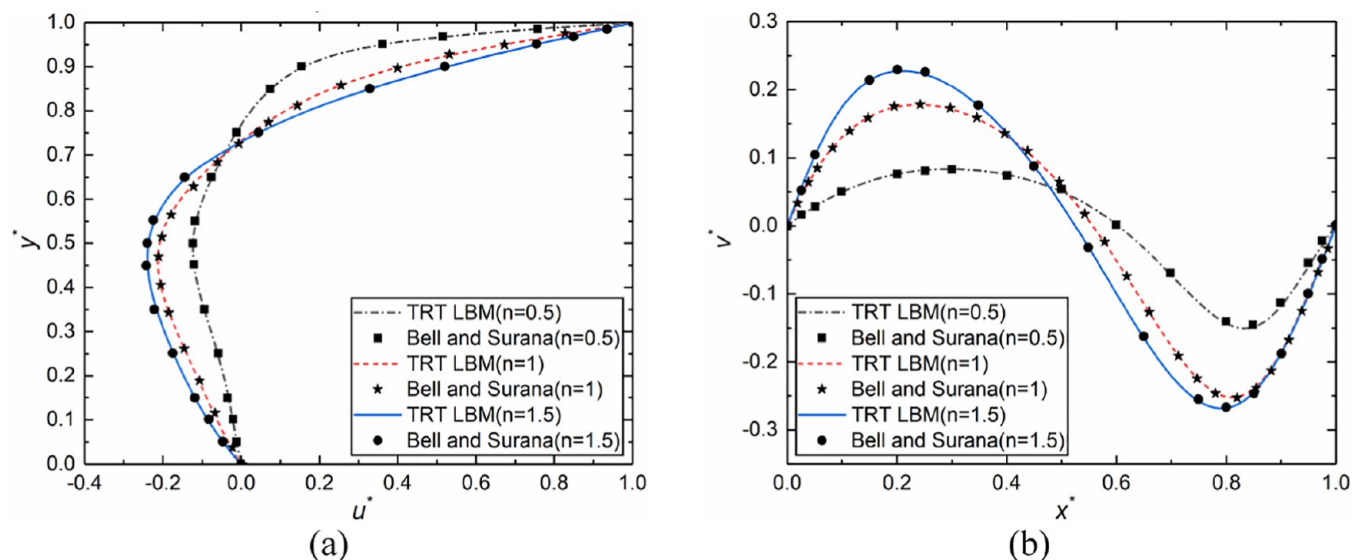 1.0
0.9
0.8
0.7
0.6
0.5
0.4
0.3
0.2
0.1
0.0
y*
-0.4 -0.2 0.0 0.2 0.4 0.6 0.8 1.0
u*
TRT LBM(n=0.5)
Bell and Surana(n=0.5)
TRT LBM(n=1)
Bell and Surana(n=1)
TRT LBM(n=1.5)
Bell and Surana(n=1.5)
(a)
0.3
0.2
0.1
0.0
-0.1
-0.2
-0.3
v*
0.0 0.2 0.4 0.6 0.8 1.0
x*
TRT LBM(n=0.5)
Bell and Surana(n=0.5)
TRT LBM(n=1)
Bell and Surana(n=1)
TRT LBM(n=1.5)
Bell and Surana(n=1.5)
(b)